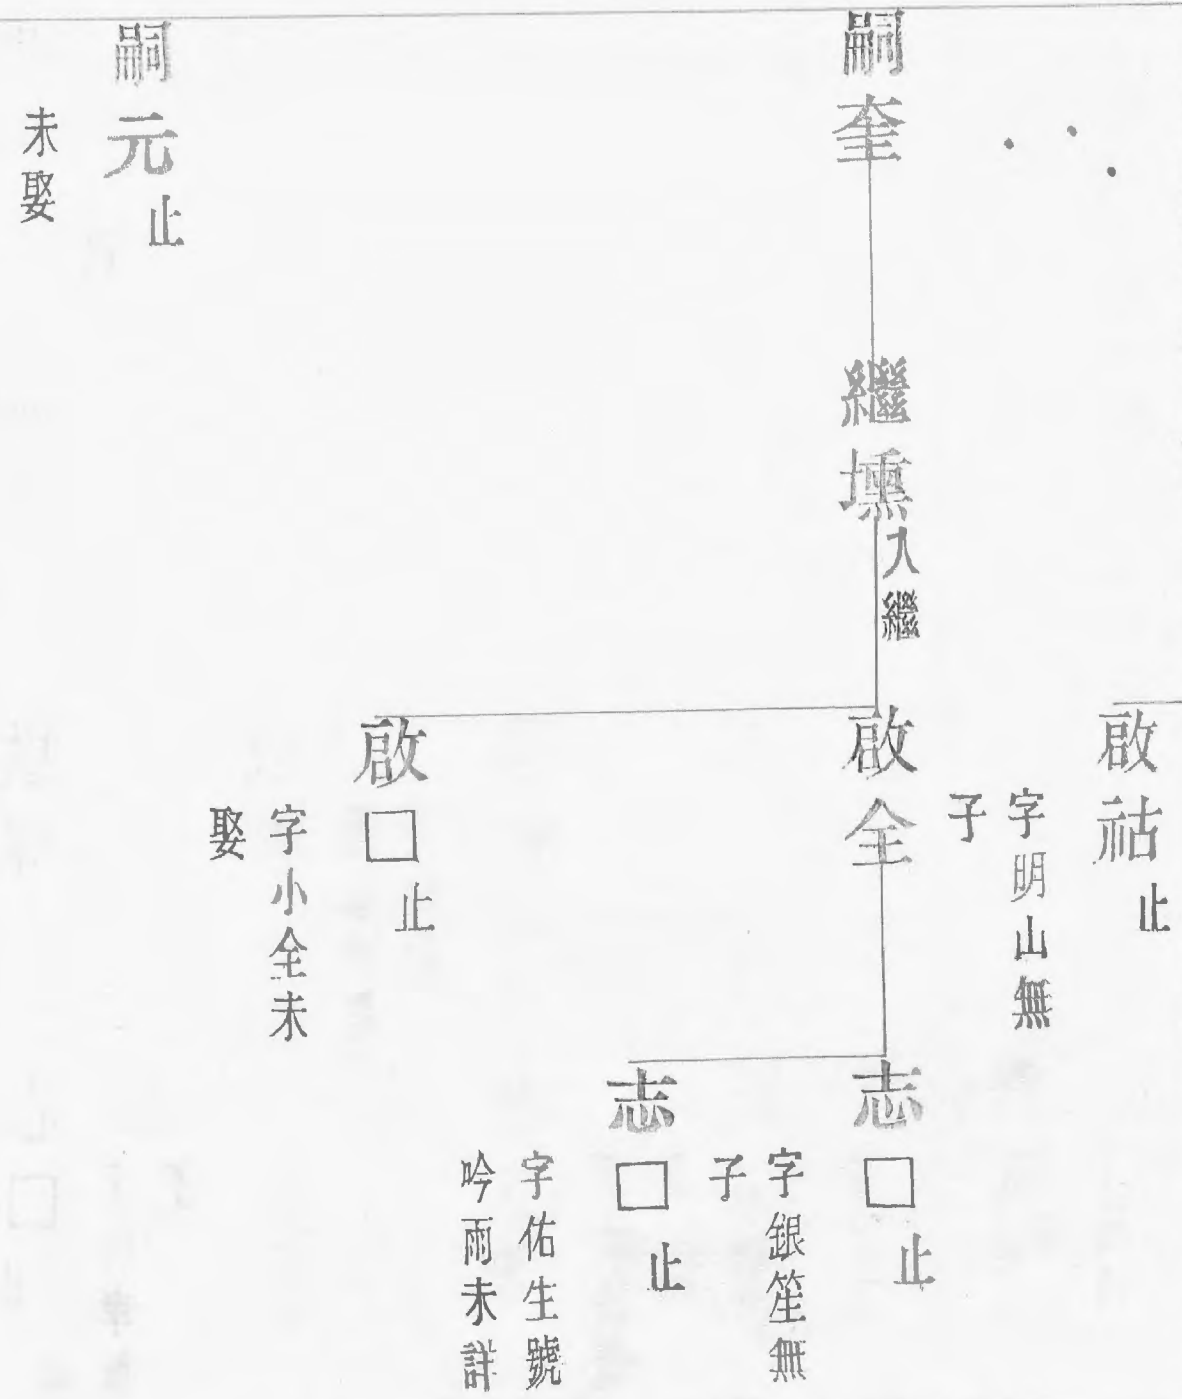 啟祜
止
字明山無
子
嗣奎
繼壎
入繼
啟全
志□
止
字銀笙無
子
志□
止
字佑生號
吟雨未詳
啟□
止
字小全未
娶
嗣元
止
未娶